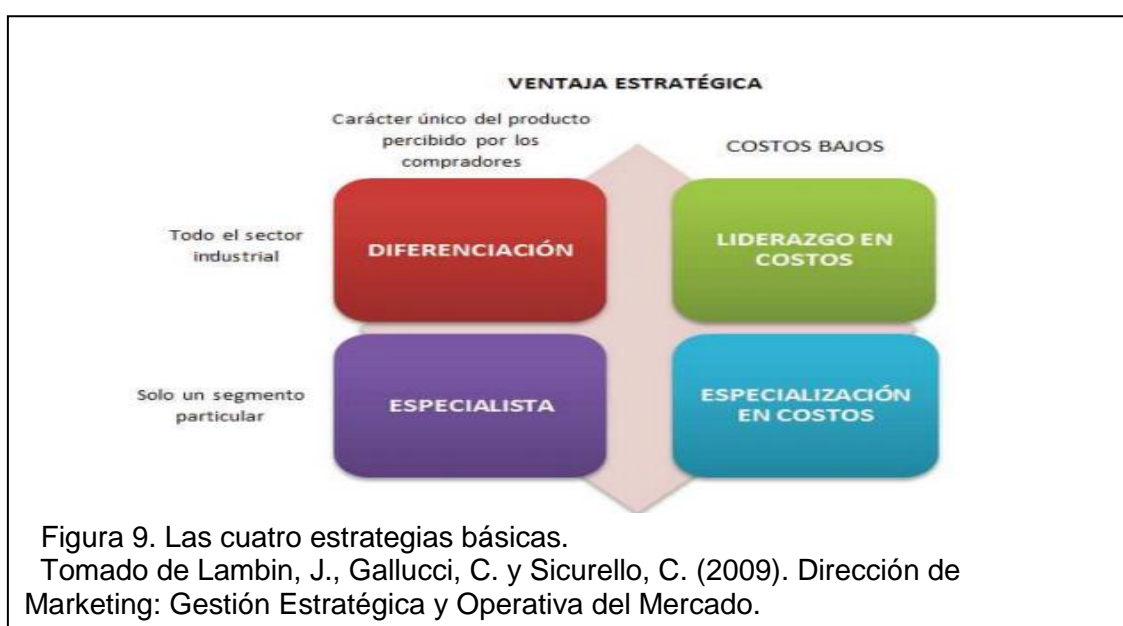 VENTAJA ESTRATÉGICA
Carácter único del producto
percibido por los
compradores
COSTOS BAJOS
Todo el sector
industrial
DIFERENCIACIÓN
LIDERAZGO EN
COSTOS
Solo un segmento
particular
ESPECIALISTA
ESPECIALIZACIÓN
EN COSTOS
Figura 9. Las cuatro estrategias básicas.
Tomado de Lambin, J., Gallucci, C. y Sicurello, C. (2009). Dirección de
Marketing: Gestión Estratégica y Operativa del Mercado.